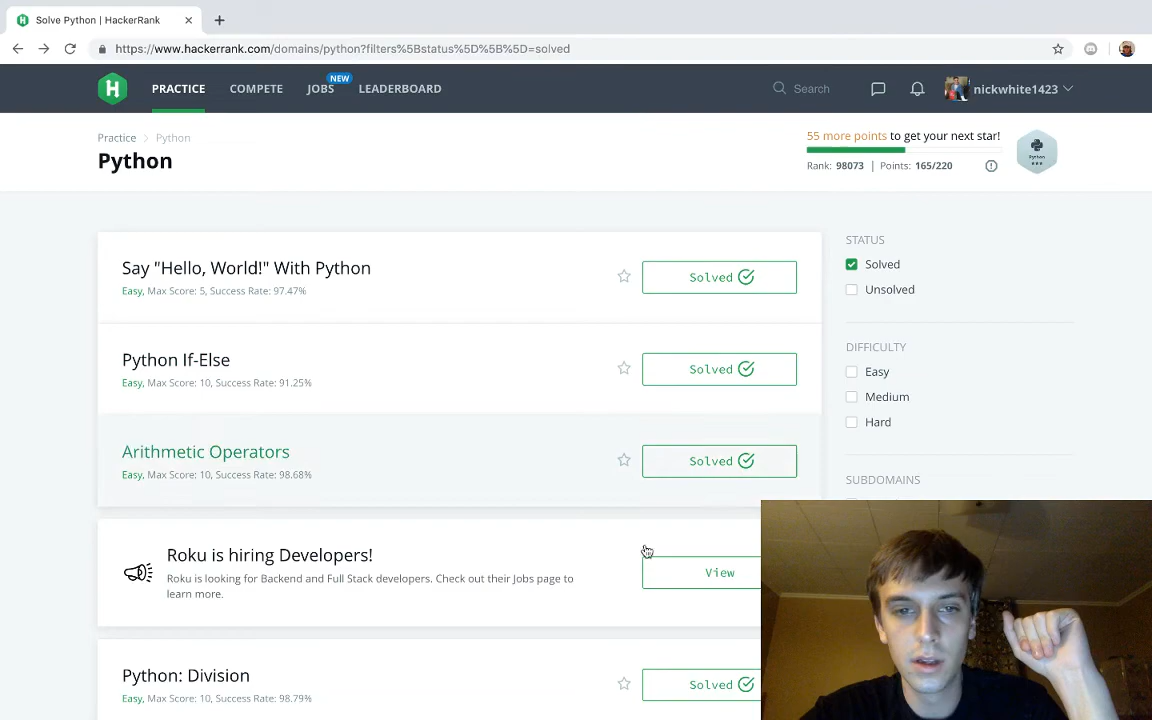 Solve Python | HackerRank
https://www.hackerrank.com/domains/python?filters%5Bstatus%5D%5B%5D=solved
H PRACTICE COMPETE JOBS NEW LEADERBOARD Search nickwhite1423
Practice > Python
Python
55 more points to get your next star!
Rank: 98073 | Points: 165/220
Python
Say "Hello, World!" With Python
Easy, Max Score: 5, Success Rate: 97.47%
Solved
Python If-Else
Easy, Max Score: 10, Success Rate: 91.25%
Solved
Arithmetic Operators
Easy, Max Score: 10, Success Rate: 98.68%
Solved
Roku is hiring Developers!
Roku is looking for Backend and Full Stack developers. Check out their Jobs page to
learn more.
View
Python: Division
Easy, Max Score: 10, Success Rate: 98.79%
Solved
STATUS
Solved
Unsolved
DIFFICULTY
Easy
Medium
Hard
SUBDOMAINS